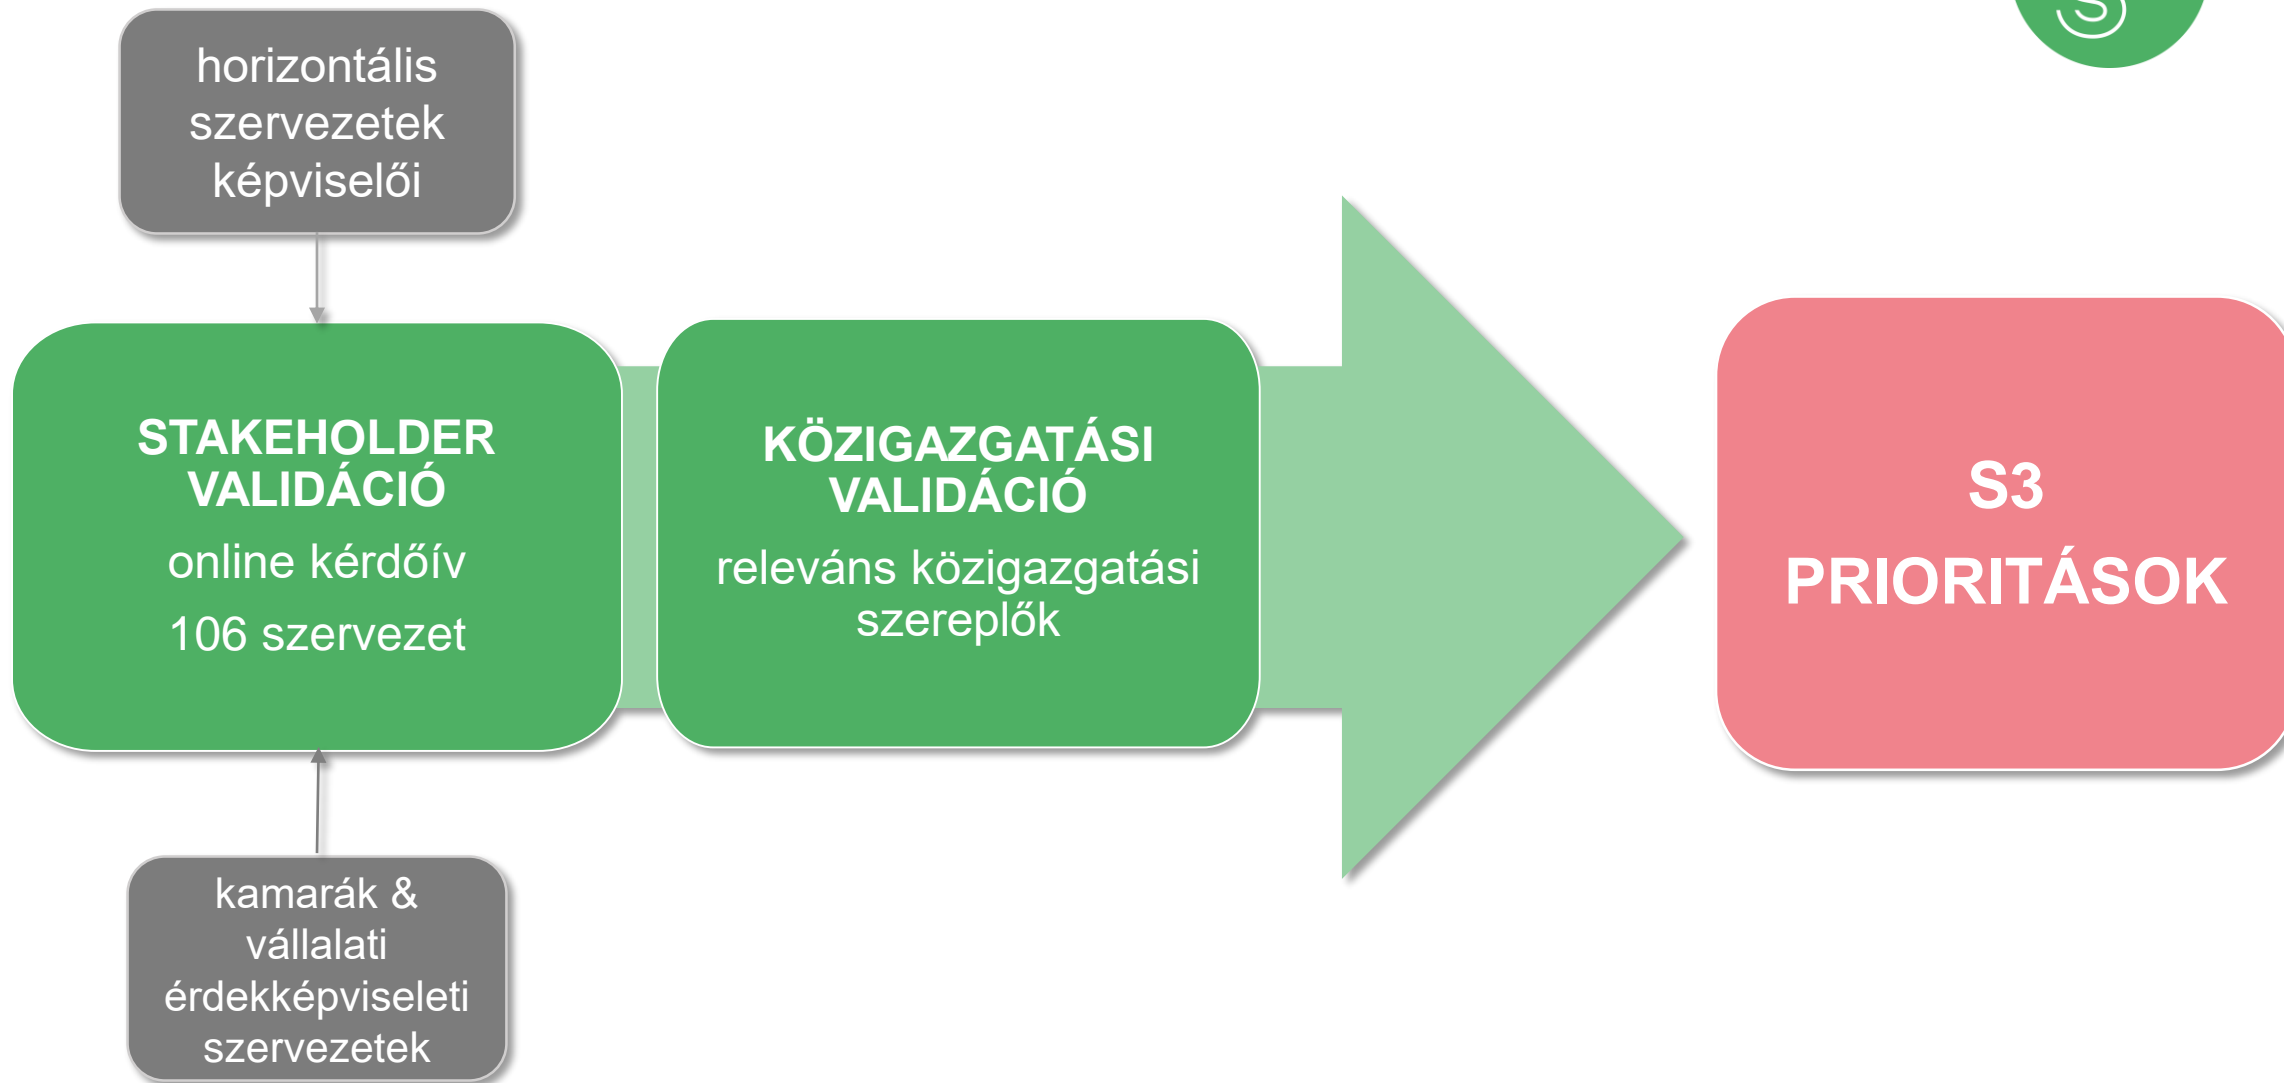 horizontális
szervezetek
képviselői
STAKEHOLDER
VALIDÁCIÓ
online kérdőív
106 szervezet
KÖZIGAZGATÁSI
VALIDÁCIÓ
releváns közigazgatási
szereplők
S3
PRIORITÁSOK
kamarák &
vállalati
érdekképviseleti
szervezetek